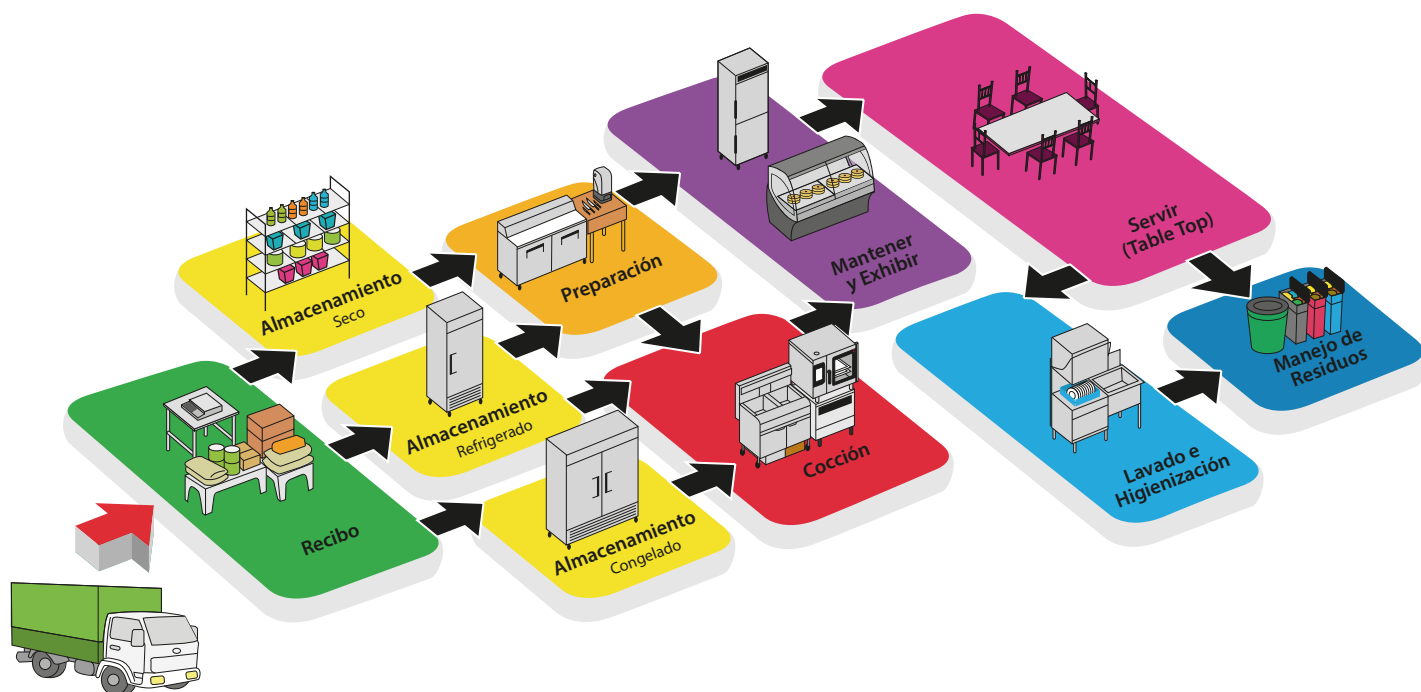 Servir
(Table Top)
Mantener
y Exhibir
Preparación
Almacenamiento
Seco
Manejo de
Residuos
Almacenamiento
Refrigerado
Cocción
Lavado e
Higienización
Recibo
Almacenamiento
Congelado